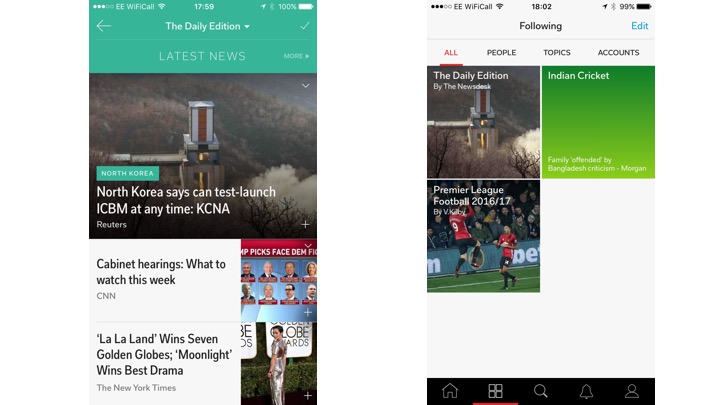 EE WiFiCall 17:59 100%
The Daily Edition
LATEST NEWS MORE
NORTH KOREA
North Korea says can test-launch
ICBM at any time: KCNA
Reuters
Cabinet hearings: What to
watch this week
CNN
MP PICKS FACE DEM FI
‘La La Land’ Wins Seven
Golden Globes; ‘Moonlight’
Wins Best Drama
The New York Times
EE WiFiCall 18:02 99%
Following Edit
ALL PEOPLE TOPICS ACCOUNTS
The Daily Edition
By The Newsdesk
Indian Cricket
Family 'offended' by
Bangladesh criticism - Morgan
Premier League
Football 2016/17
By V.Kilby